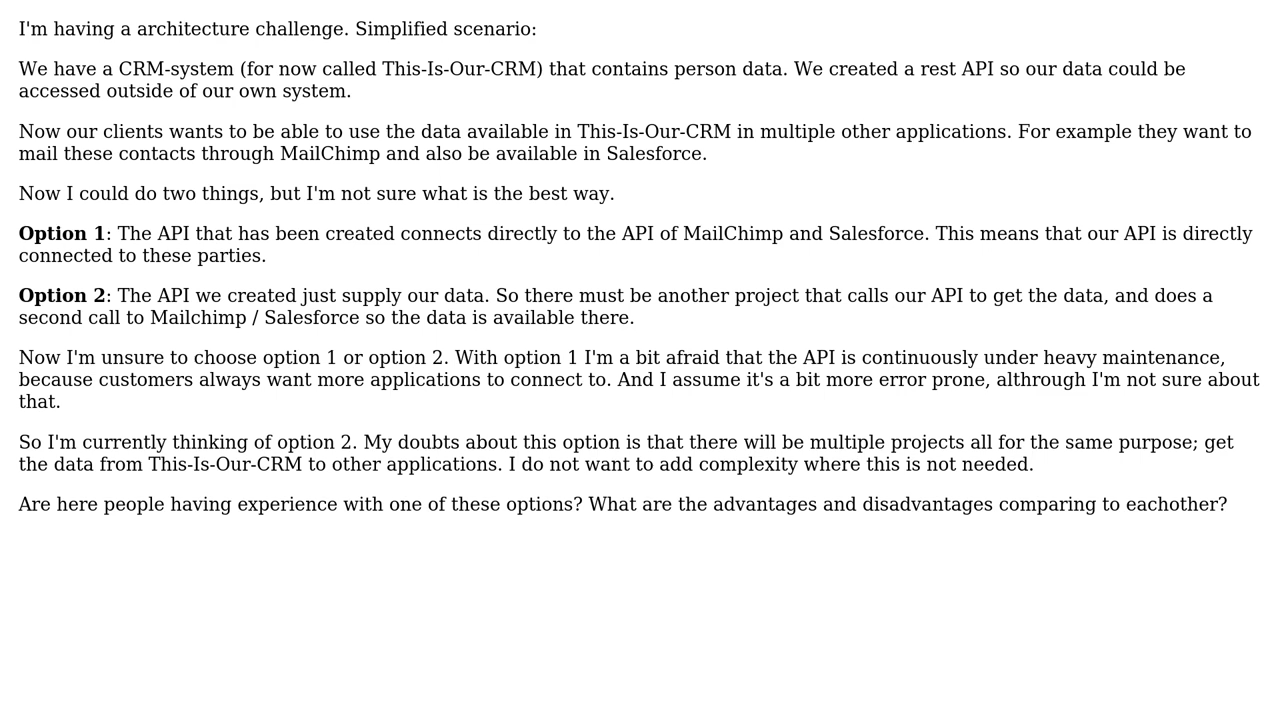 I'm having a architecture challenge. Simplified scenario:
We have a CRM-system (for now called This-Is-Our-CRM) that contains person data. We created a rest API so our data could be
accessed outside of our own system.
Now our clients wants to be able to use the data available in This-Is-Our-CRM in multiple other applications. For example they want to
mail these contacts through MailChimp and also be available in Salesforce.
Now I could do two things, but I'm not sure what is the best way.
Option 1: The API that has been created connects directly to the API of MailChimp and Salesforce. This means that our API is directly
connected to these parties.
Option 2: The API we created just supply our data. So there must be another project that calls our API to get the data, and does a
second call to Mailchimp / Salesforce so the data is available there.
Now I'm unsure to choose option 1 or option 2. With option 1 I'm a bit afraid that the API is continuously under heavy maintenance,
because customers always want more applications to connect to. And I assume it's a bit more error prone, althrough I'm not sure about
that.
So I'm currently thinking of option 2. My doubts about this option is that there will be multiple projects all for the same purpose; get
the data from This-Is-Our-CRM to other applications. I do not want to add complexity where this is not needed.
Are here people having experience with one of these options? What are the advantages and disadvantages comparing to eachother?